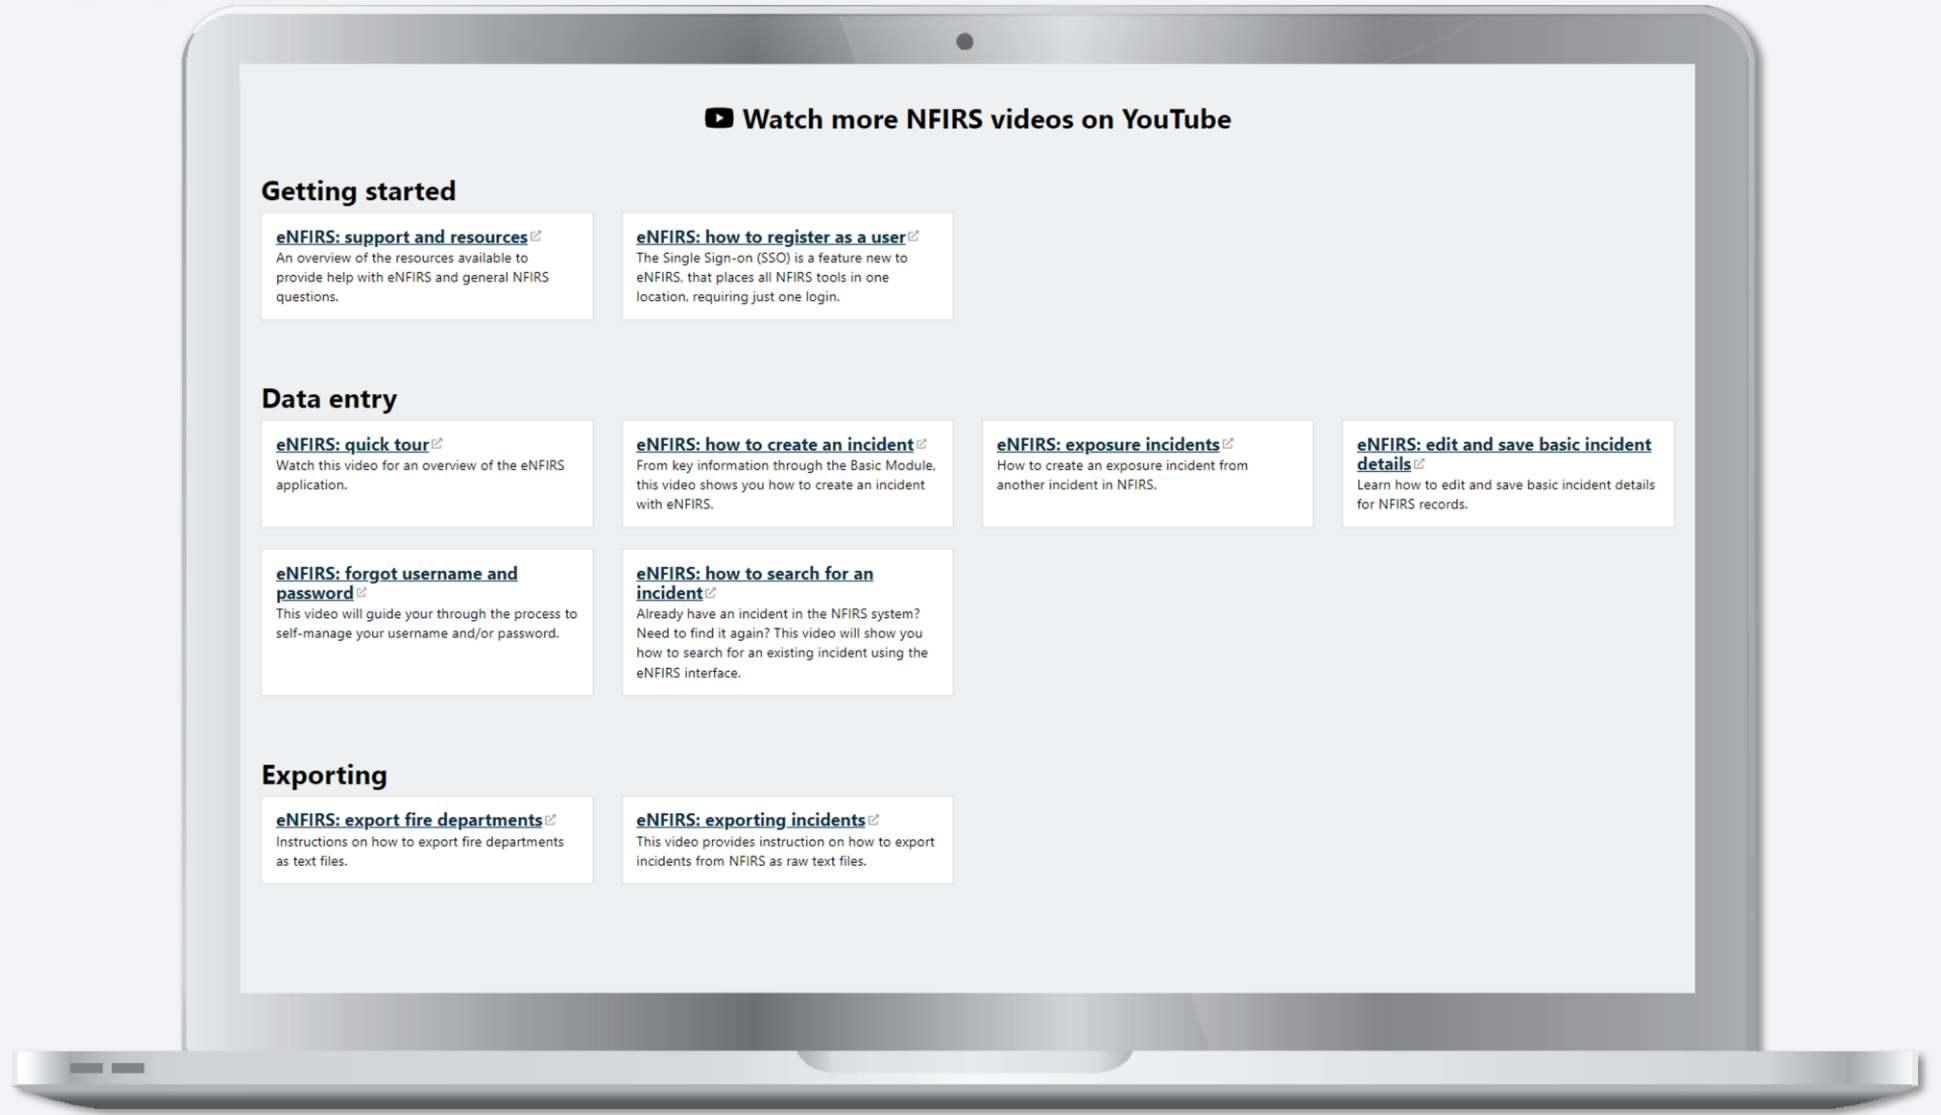 Watch more NFIRS videos on YouTube
Getting started
eNFIRS: support and resources
An overview of the resources available to
provide help with eNFIRS and general NFIRS
questions.
eNFIRS: how to register as a user
The Single Sign-on (SSO) is a feature new to
eNFIRS, that places all NFIRS tools in one
location, requiring just one login.
Data entry
eNFIRS: quick tour
Watch this video for an overview of the eNFIRS
application.
eNFIRS: how to create an incident
From key information through the Basic Module,
this video shows you how to create an incident
with eNFIRS.
eNFIRS: exposure incidents
How to create an exposure incident from
another incident in NFIRS.
eNFIRS: edit and save basic incident
details
Learn how to edit and save basic incident details
for NFIRS records.
eNFIRS: forgot username and
password
This video will guide your through the process to
self-manage your username and/or password.
eNFIRS: how to search for an
incident
Already have an incident in the NFIRS system?
Need to find it again? This video will show you
how to search for an existing incident using the
eNFIRS interface.
Exporting
eNFIRS: export fire departments
Instructions on how to export fire departments
as text files.
eNFIRS: exporting incidents
This video provides instruction on how to export
incidents from NFIRS as raw text files.